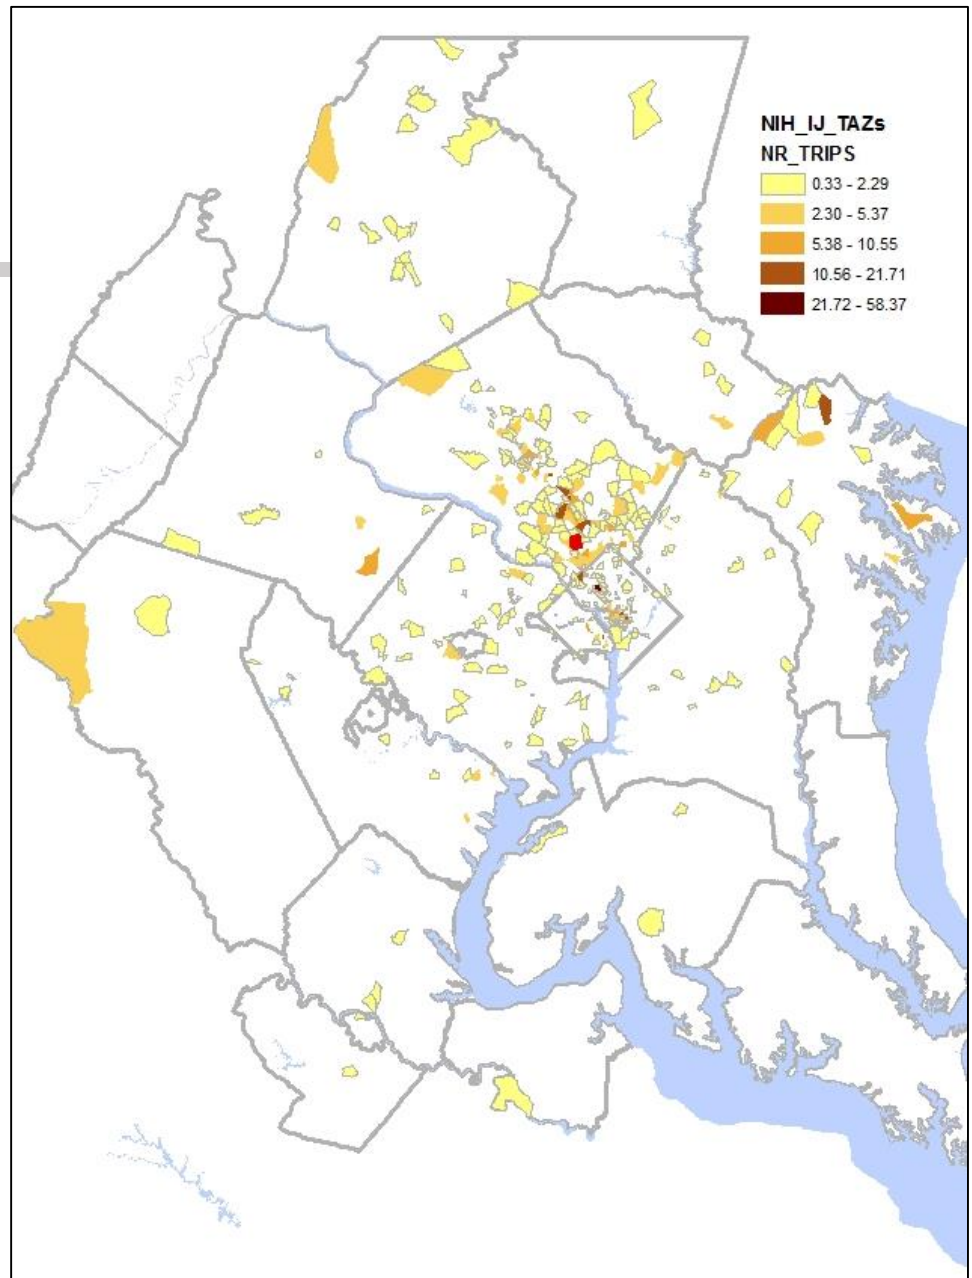 NIH_IJ_TAZs
NR_TRIPS
0.33 - 2.29
2.30 - 5.37
5.38 - 10.55
10.56 - 21.71
21.72 - 58.37